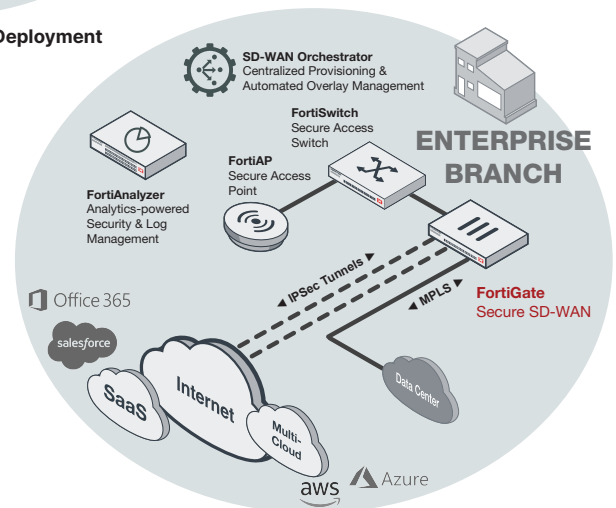 Deployment
SD-WAN Orchestrator
Centralized Provisioning &
Automated Overlay Management
FortiSwitch
Secure Access
Switch
ENTERPRISE
BRANCH
FortiAP
Secure Access
Point
FortiAnalyzer
Analytics-powered
Security & Log
Management
◄ IPSec Tunnels ►
◄ MPLS ►
FortiGate
Secure SD-WAN
Office 365
salesforce
SaaS
Internet
Multi-
Cloud
Data Center
aws
Azure